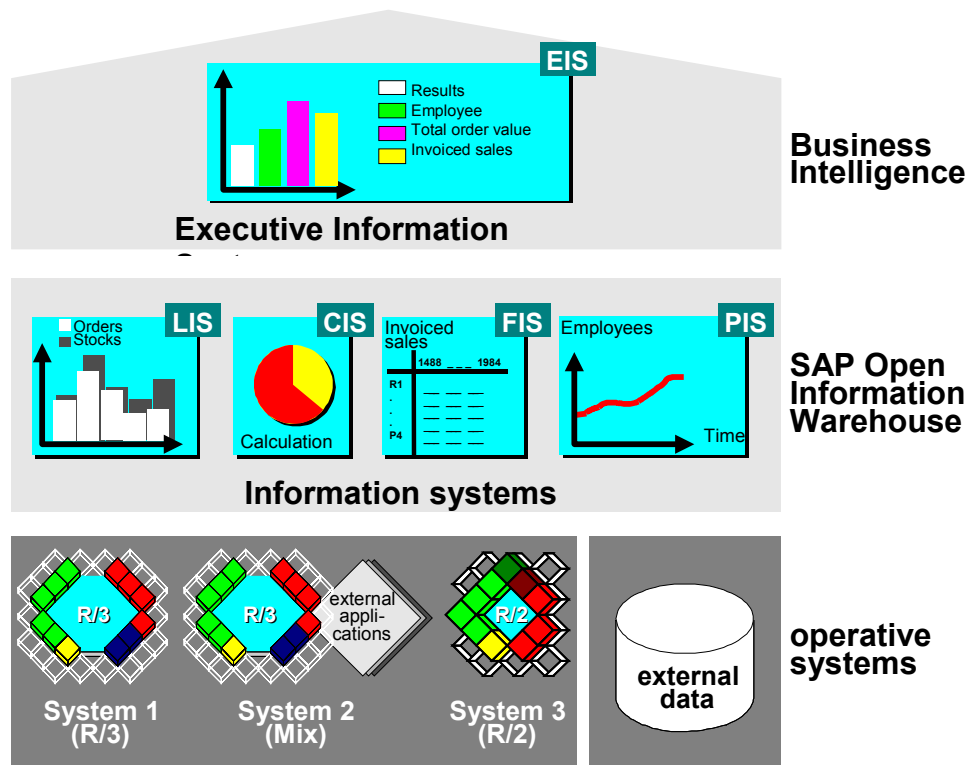 EIS
Results
Employee
Total order value
Invoiced sales
Business
Intelligence
Executive Information
LIS
Orders
Stocks
CIS
Calculation
FIS
Invoiced
sales
1488 _ _ _ 1984
R1
.
.
.
P4
PIS
Employees
Time
SAP Open
Information
Warehouse
Information systems
R/3
System 1
(R/3)
R/3
external
appli-
cations
System 2
(Mix)
R/2
System 3
(R/2)
external
data
operative
systems